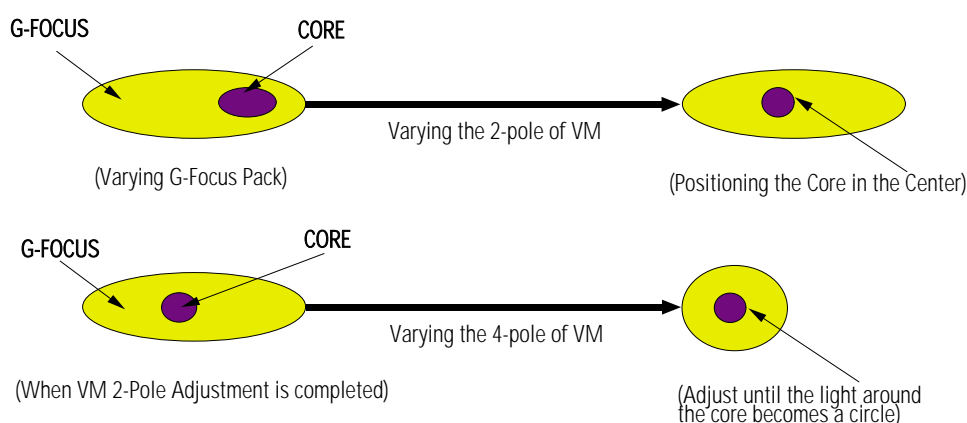 G-FOCUS
CORE
Varying the 2-pole of VM
(Varying G-Focus Pack)
(Positioning the Core in the Center)
G-FOCUS
CORE
Varying the 4-pole of VM
(When VM 2-Pole Adjustment is completed)
(Adjust until the light around
the core becomes a circle)